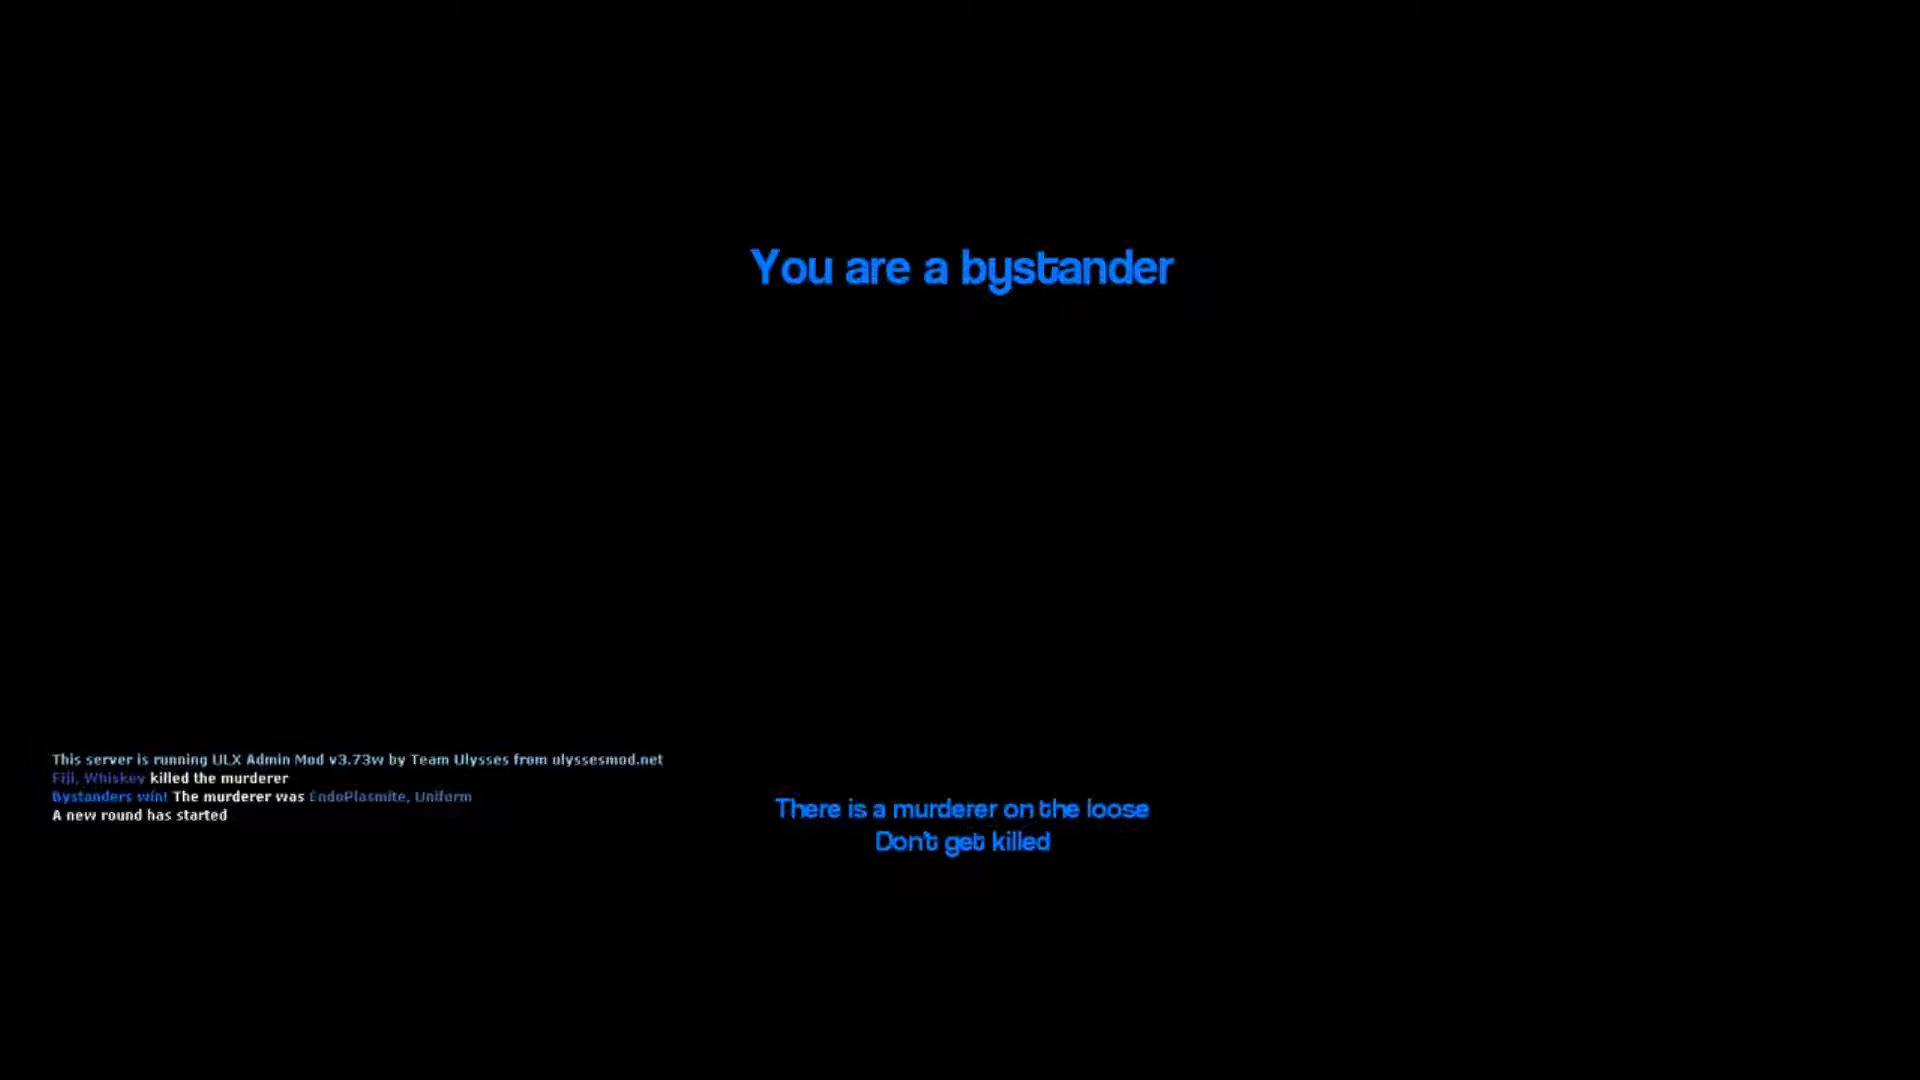 You are a bystander
This server is running ULX Admin Mod v3.73w by Team Ulysses from ulyssesmod.net
Fiji, Whiskey killed the murderer
Bystanders win! The murderer was EndoPlasmite, Uniform
A new round has started
There is a murderer on the loose
Don't get killed